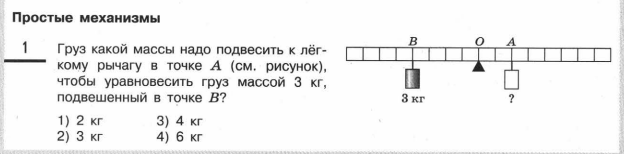 Простые механизмы
1
Груз какой массы надо подвесить к лёг-
кому рычагу в точке A (см. рисунок),
чтобы уравновесить груз массой 3 кг,
подвешенный в точке B?
1) 2 кг 3) 4 кг
2) 3 кг 4) 6 кг
B O A
3 кг ?